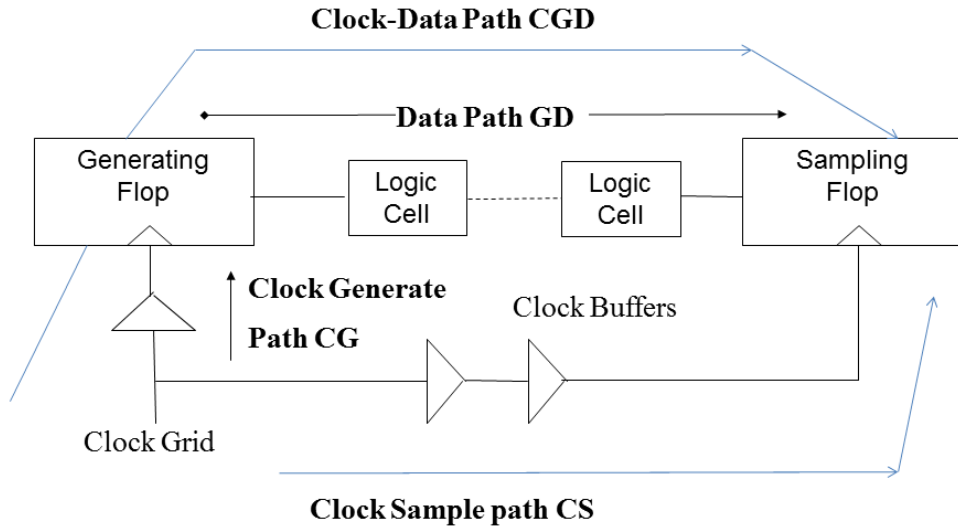 Clock-Data Path CGD
Data Path GD
Generating
Flop
Logic
Cell
Logic
Cell
Sampling
Flop
Clock Generate
Path CG
Clock Buffers
Clock Grid
Clock Sample path CS